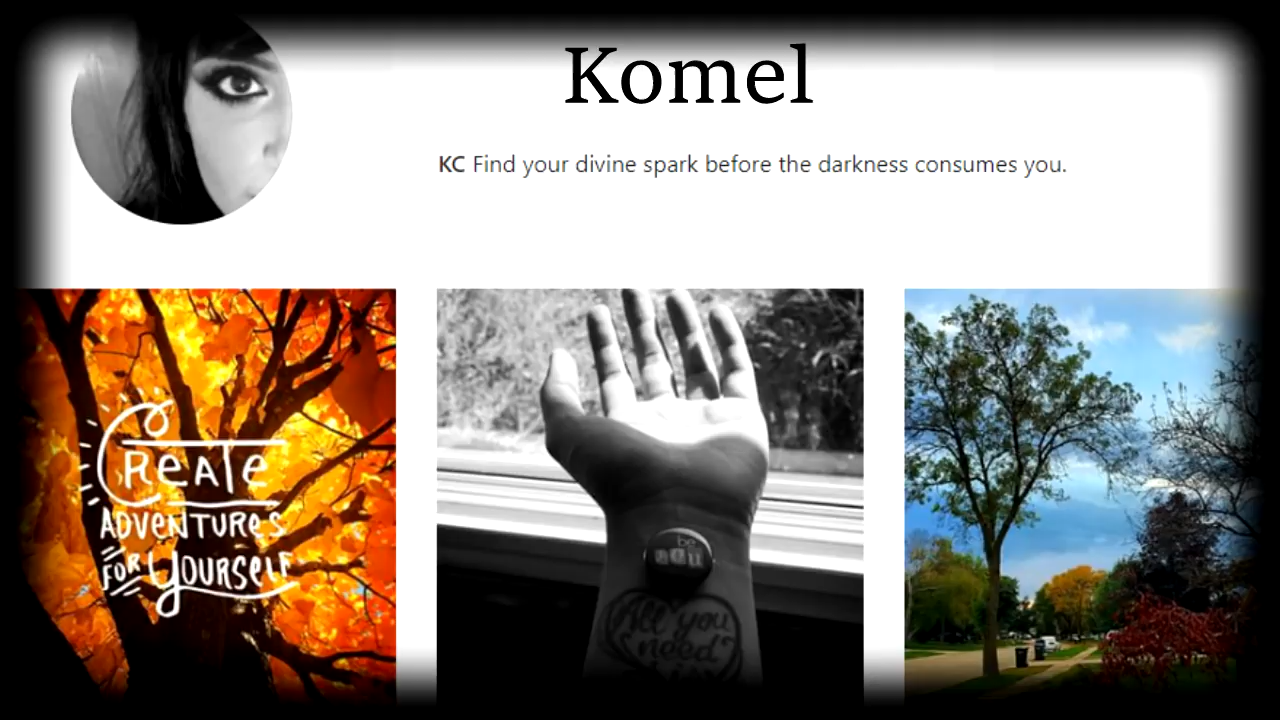 Komel
KC Find your divine spark before the darkness consumes you.
CREATE
ADVENTURES
FOR YOURSELF
be
you
All you
need